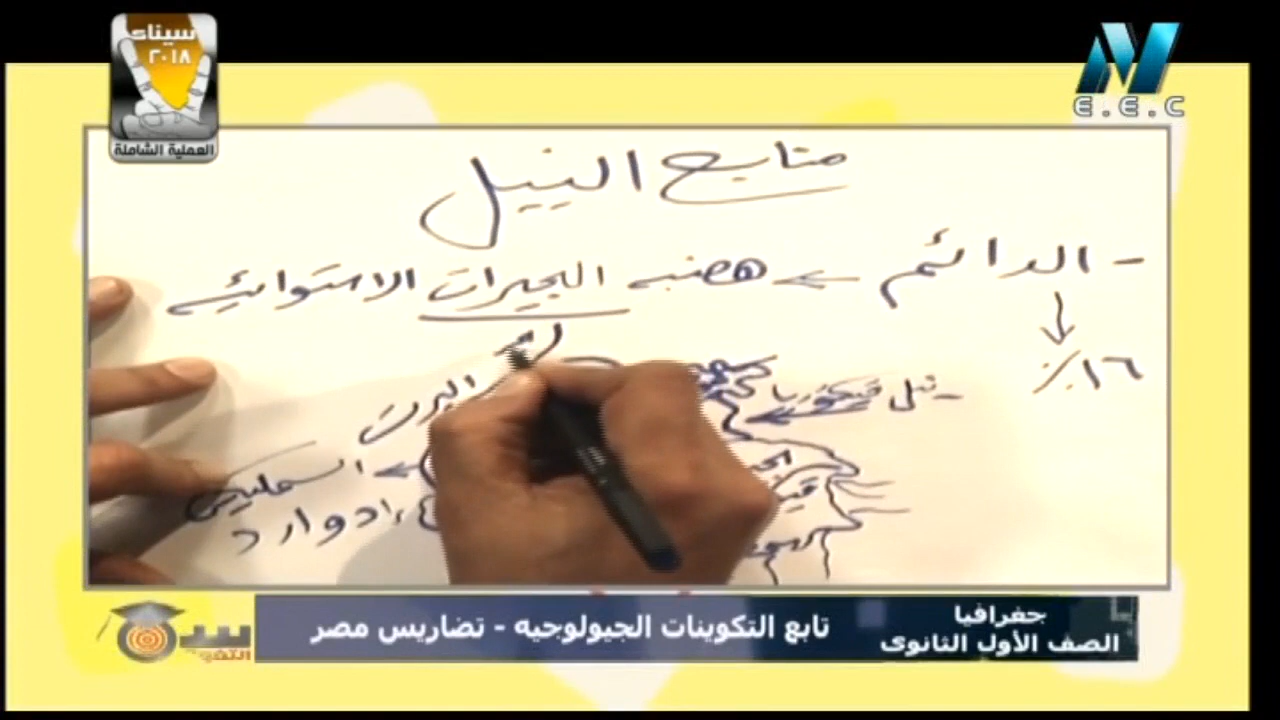 سيناء
٢٠١٨
العملية الشاملة
E.E.C
منابع النيل
- الدائم ← هضبة البحيرات الاستوائية
١٦٪
- نيل فيكتوريا
البرت
السمليكي
ادوارد
جغرافيا
الصف الأول الثانوى
تابع التكوينات الجيولوجيه - تضاريس مصر